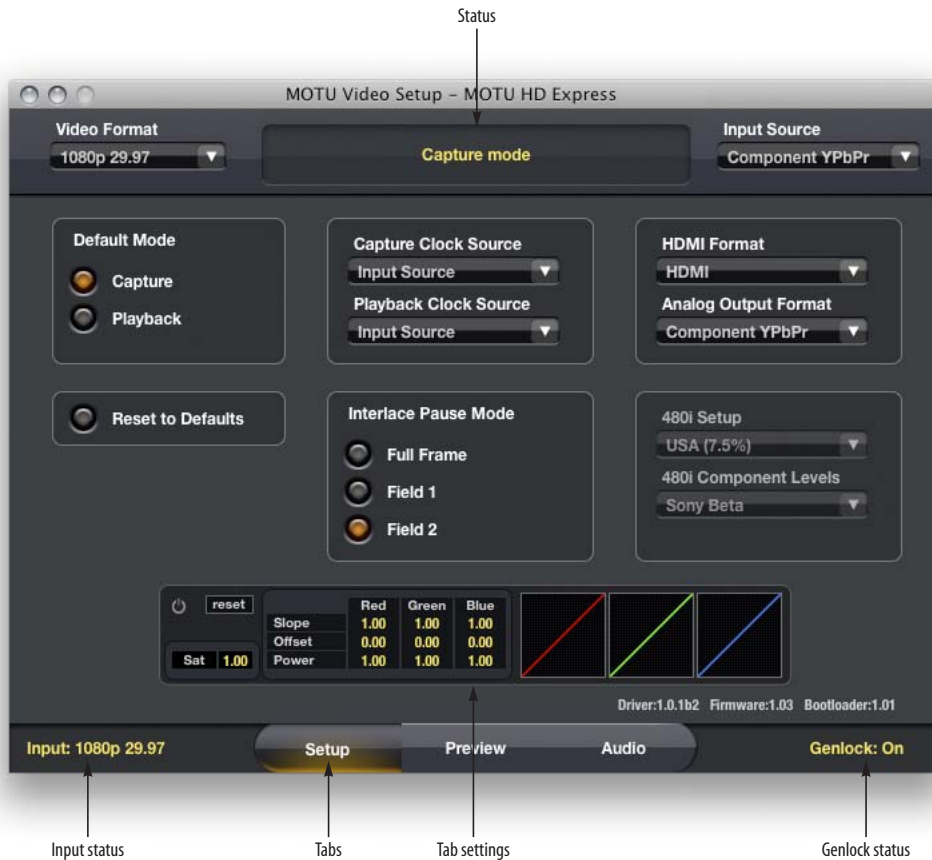 Status
MOTU Video Setup – MOTU HD Express
Video Format
1080p 29.97
Capture mode
Input Source
Component YPbPr
Default Mode
Capture
Playback
Capture Clock Source
Input Source
Playback Clock Source
Input Source
HDMI Format
HDMI
Analog Output Format
Component YPbPr
Reset to Defaults
Interlace Pause Mode
Full Frame
Field 1
Field 2
480i Setup
USA (7.5%)
480i Component Levels
Sony Beta
reset
Sat 1.00
Red Green Blue
Slope 1.00 1.00 1.00
Offset 0.00 0.00 0.00
Power 1.00 1.00 1.00
Driver:1.0.1b2 Firmware:1.03 Bootloader:1.01
Input: 1080p 29.97
Setup
Preview
Audio
Genlock: On
Input status
Tabs
Tab settings
Genlock status